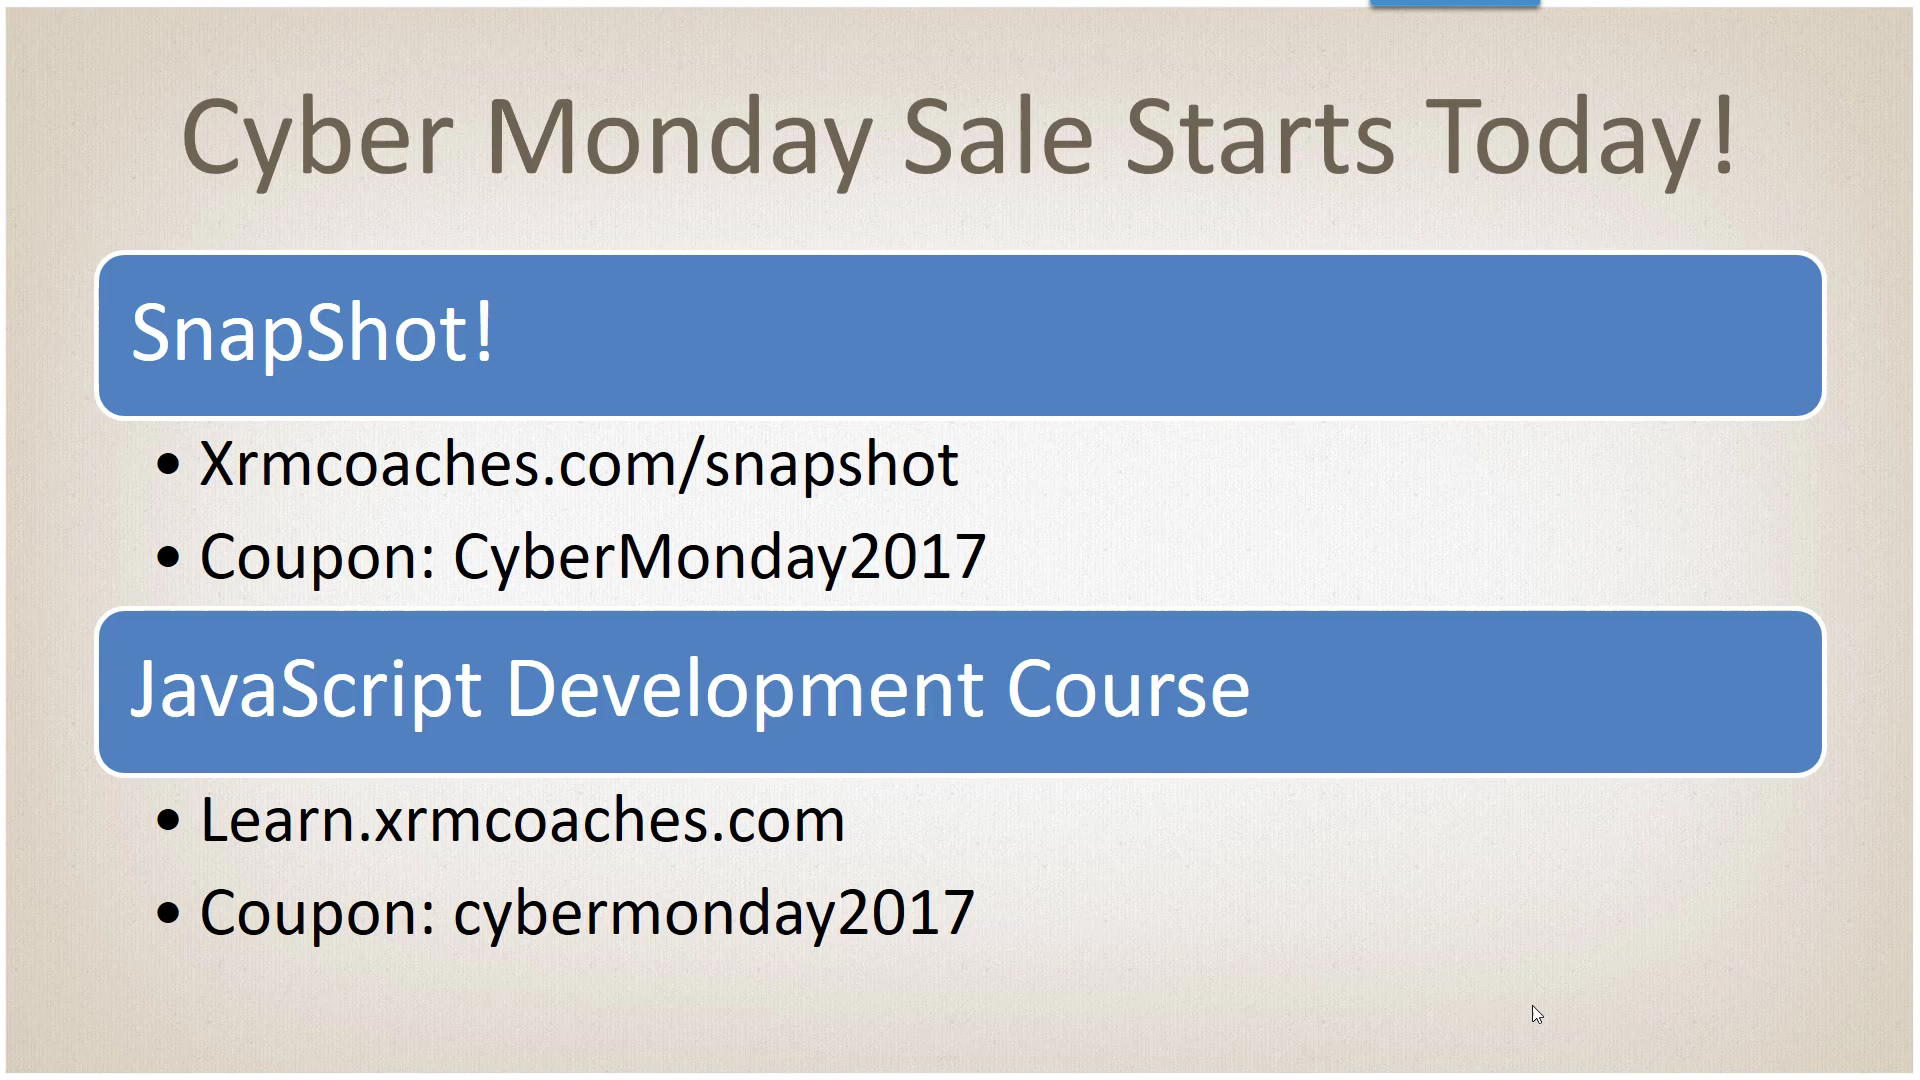 Cyber Monday Sale Starts Today!
SnapShot!
• Xrmcoaches.com/snapshot
• Coupon: CyberMonday2017
JavaScript Development Course
• Learn.xrmcoaches.com
• Coupon: cybermonday2017